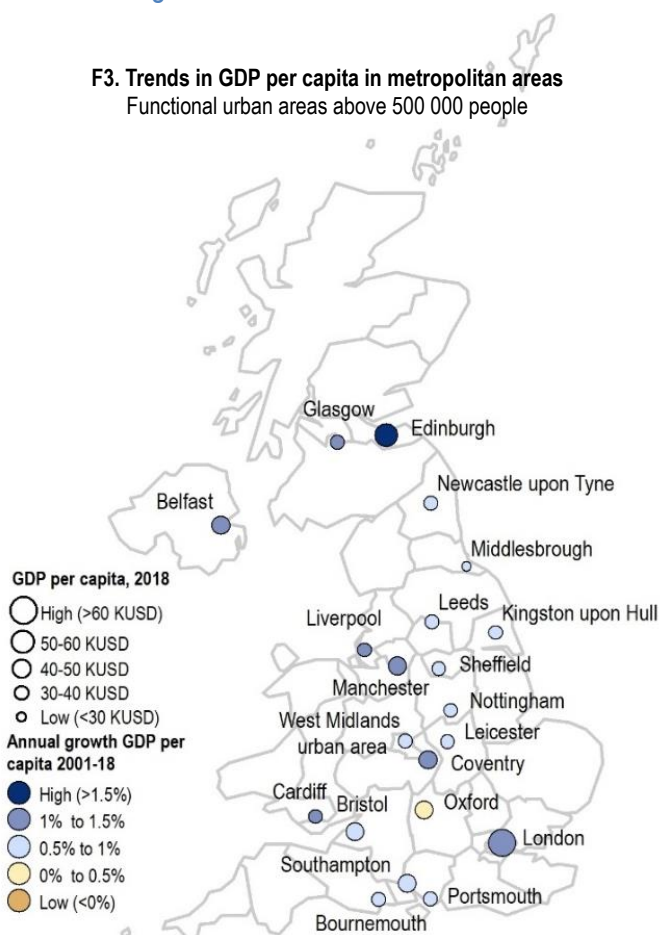 F3. Trends in GDP per capita in metropolitan areas
Functional urban areas above 500 000 people
Glasgow
Edinburgh
Newcastle upon Tyne
Belfast
Middlesbrough
GDP per capita, 2018
High (>60 KUSD)
50-60 KUSD
40-50 KUSD
30-40 KUSD
Low (<30 KUSD)
Leeds
Kingston upon Hull
Liverpool
Sheffield
Manchester
Nottingham
West Midlands
urban area
Leicester
Coventry
Annual growth GDP per
capita 2001-18
High (>1.5%)
1% to 1.5%
0.5% to 1%
0% to 0.5%
Low (<0%)
Cardiff
Bristol
Oxford
London
Southampton
Portsmouth
Bournemouth